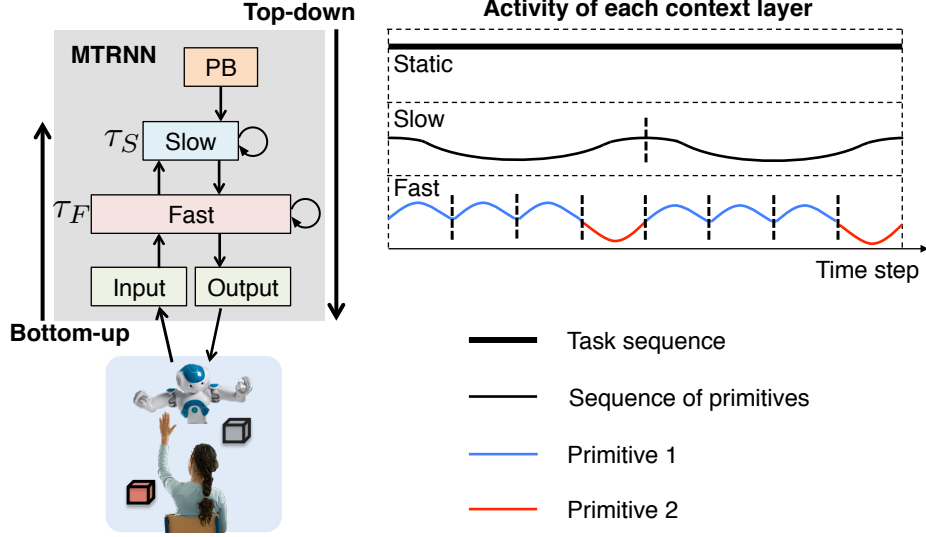 Top-down
MTRNN
PB
τS
Slow
τF
Fast
Input
Output
Bottom-up
Activity of each context layer
Static
Slow
Fast
Time step
Task sequence
Sequence of primitives
Primitive 1
Primitive 2